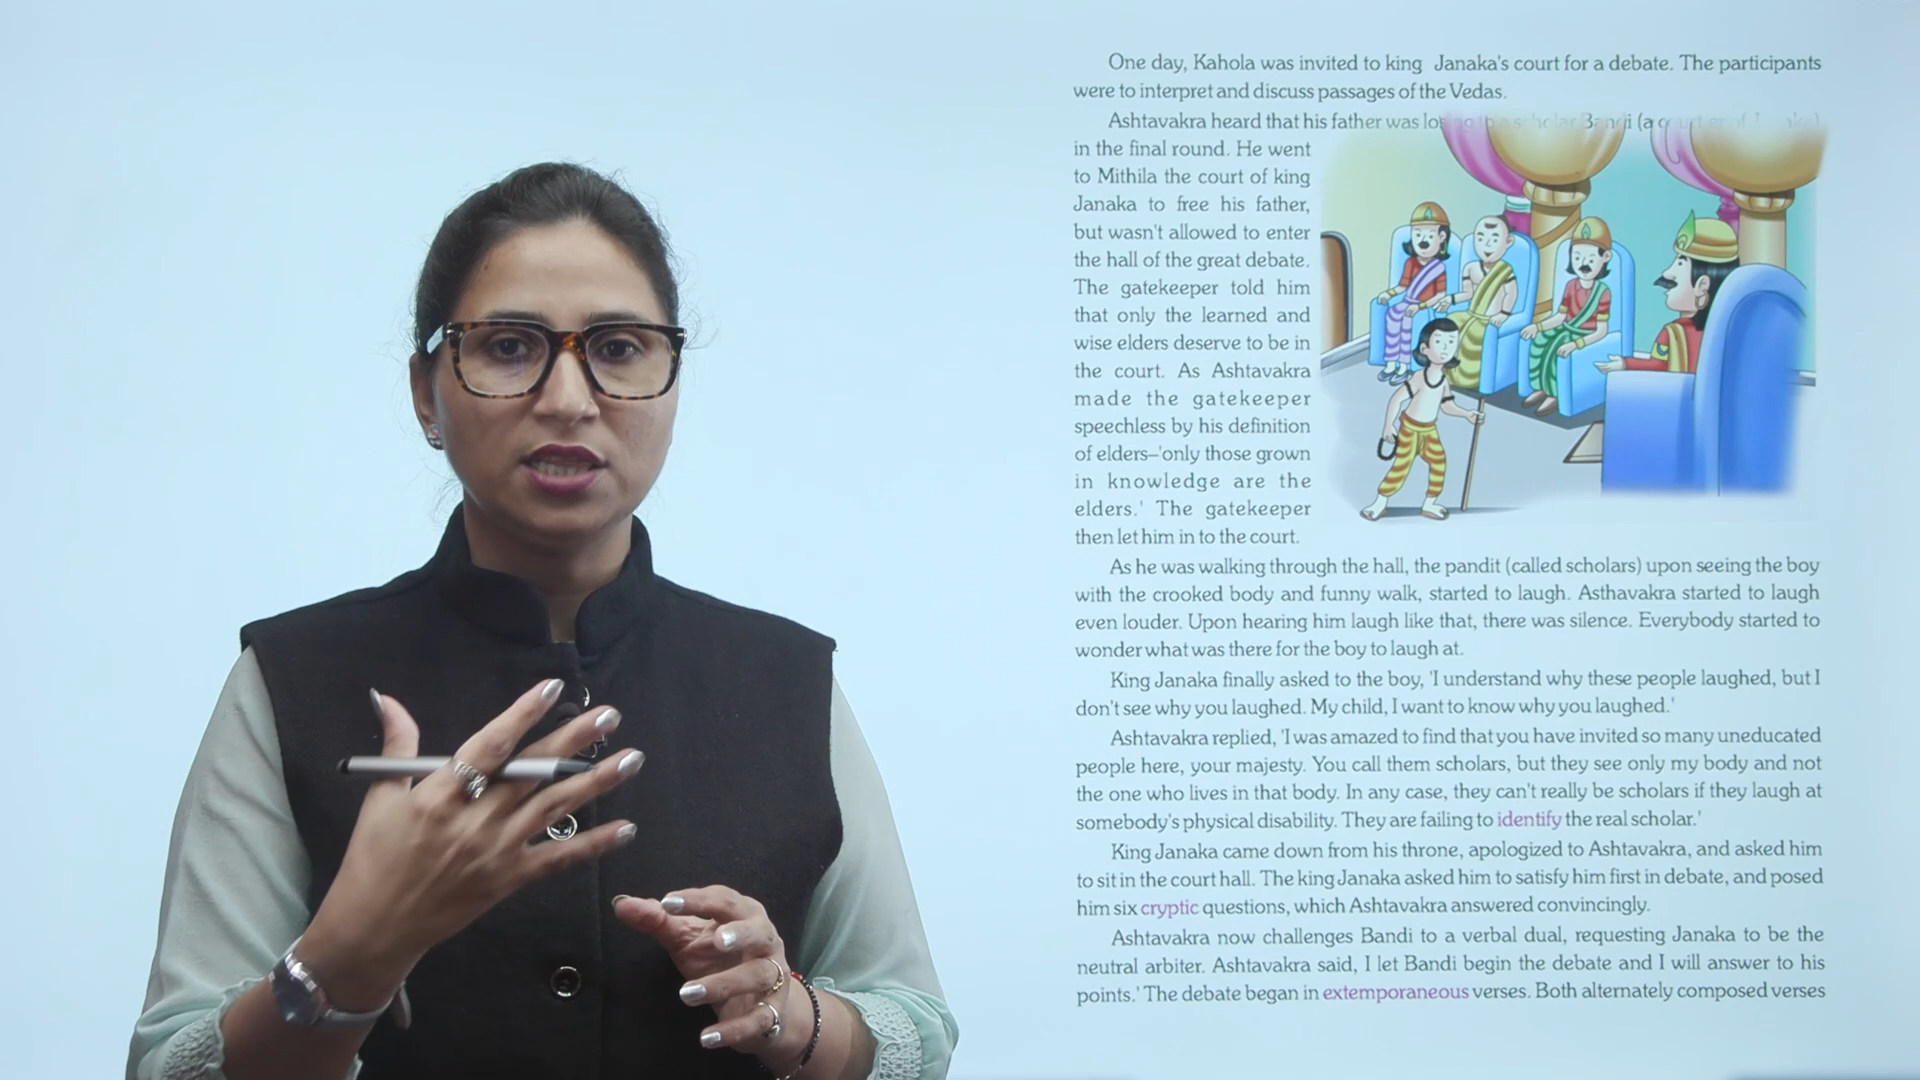 One day, Kahola was invited to king Janaka's court for a debate. The participants
were to interpret and discuss passages of the Vedas.
Ashtavakra heard that his father was losing to a scholar Bandi (a
in the final round. He went
to Mithila the court of king
Janaka to free his father,
but wasn't allowed to enter
the hall of the great debate.
The gatekeeper told him
that only the learned and
wise elders deserve to be in
the court. As Ashtavakra
made the gatekeeper
speechless by his definition
of elders–'only those grown
in knowledge are the
elders.' The gatekeeper
then let him in to the court.
As he was walking through the hall, the pandit (called scholars) upon seeing the boy
with the crooked body and funny walk, started to laugh. Asthavakra started to laugh
even louder. Upon hearing him laugh like that, there was silence. Everybody started to
wonder what was there for the boy to laugh at.
King Janaka finally asked to the boy, 'I understand why these people laughed, but I
don't see why you laughed. My child, I want to know why you laughed.'
Ashtavakra replied, 'I was amazed to find that you have invited so many uneducated
people here, your majesty. You call them scholars, but they see only my body and not
the one who lives in that body. In any case, they can't really be scholars if they laugh at
somebody's physical disability. They are failing to identify the real scholar.'
King Janaka came down from his throne, apologized to Ashtavakra, and asked him
to sit in the court hall. The king Janaka asked him to satisfy him first in debate, and posed
him six cryptic questions, which Ashtavakra answered convincingly.
Ashtavakra now challenges Bandi to a verbal dual, requesting Janaka to be the
neutral arbiter. Ashtavakra said, I let Bandi begin the debate and I will answer to his
points.' The debate began in extemporaneous verses. Both alternately composed verses